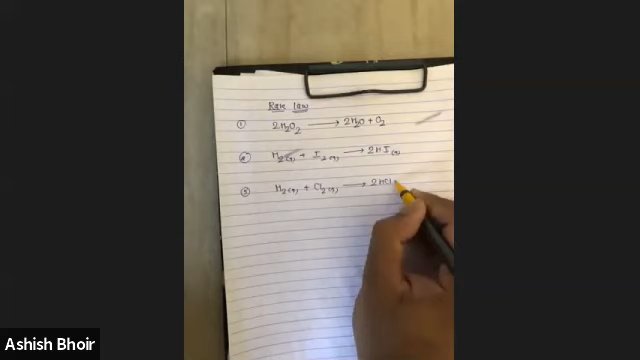 Rate law
① 2H₂O₂ ⟶ 2H₂O + O₂
② H₂(g) + I₂(g) ⟶ 2HI(g)
③ H₂(g) + Cl₂(g) ⟶ 2HCl
Ashish Bhoir